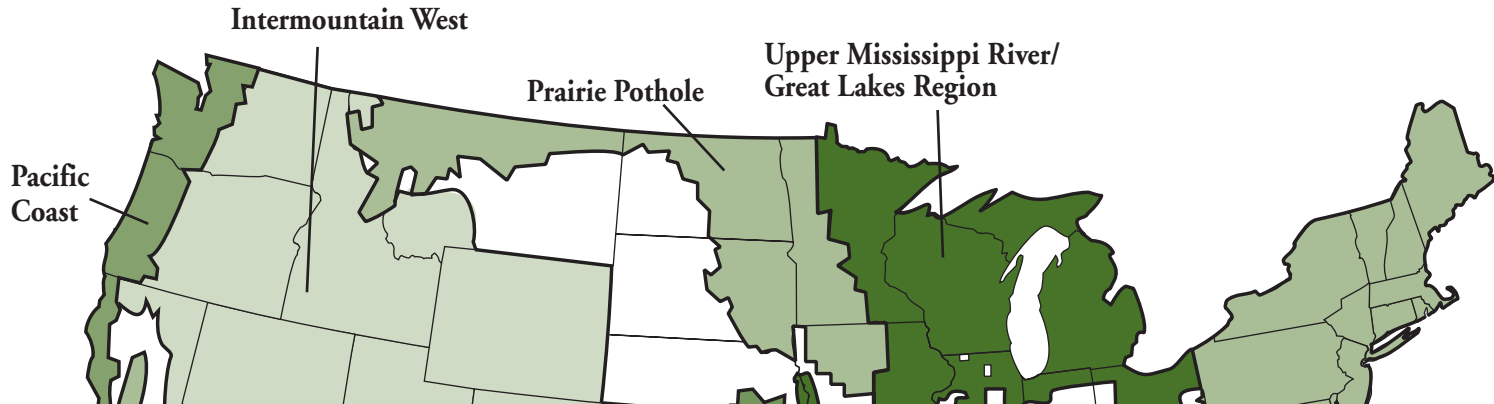 Intermountain West
Upper Mississippi River/
Great Lakes Region
Prairie Pothole
Pacific
Coast